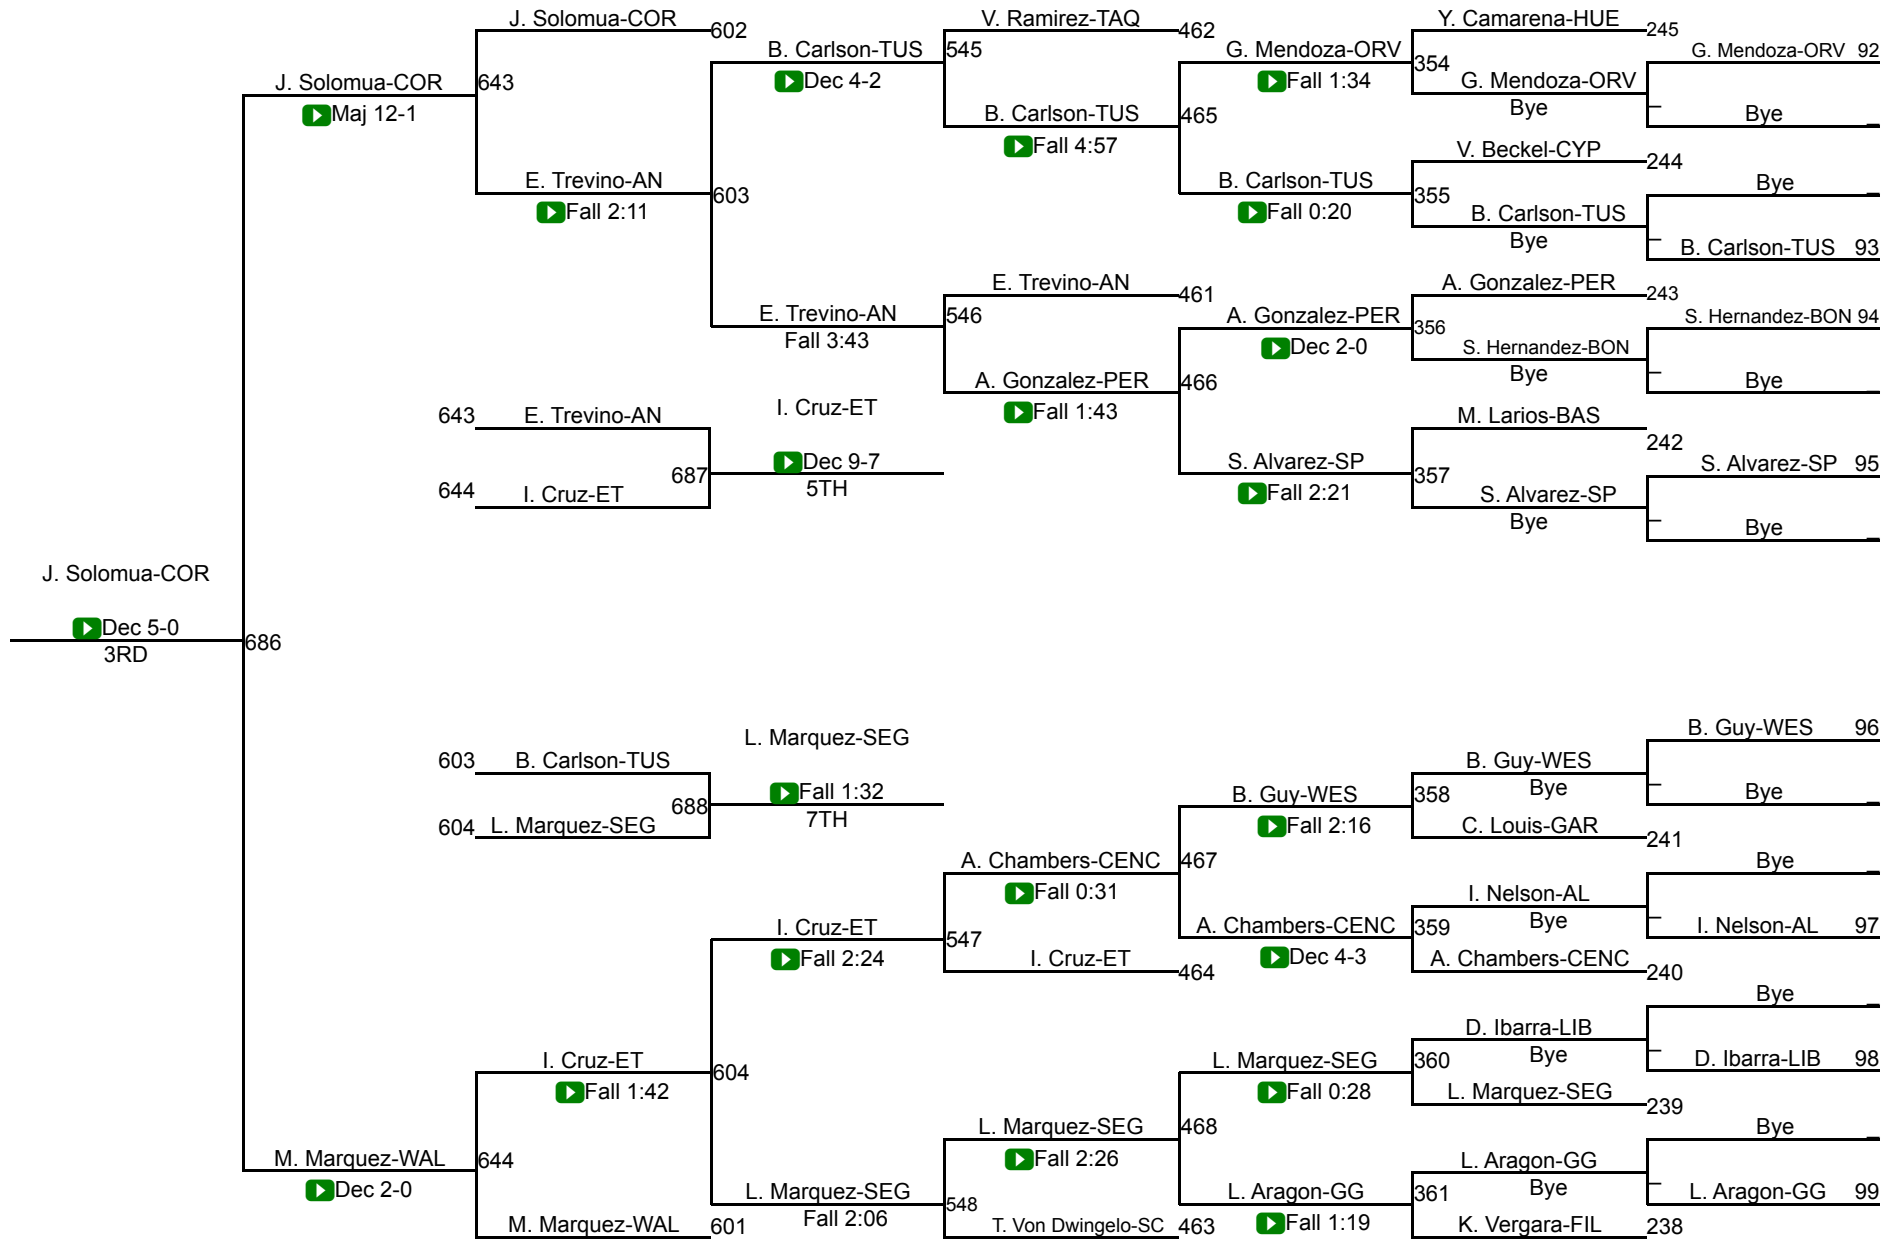 J. Solomua-COR
602
V. Ramirez-TAQ
462
Y. Camarena-HUE
245
B. Carlson-TUS
545
G. Mendoza-ORV
G. Mendoza-ORV 92
354
J. Solomua-COR
643
Dec 4-2
Fall 1:34
G. Mendoza-ORV
Maj 12-1
B. Carlson-TUS
465
Bye
Bye
Fall 4:57
V. Beckel-CYP
244
E. Trevino-AN
603
B. Carlson-TUS
355
Bye
Fall 2:11
Fall 0:20
B. Carlson-TUS
Bye
B. Carlson-TUS 93
E. Trevino-AN
461
A. Gonzalez-PER
243
E. Trevino-AN
546
A. Gonzalez-PER
356
S. Hernandez-BON 94
Fall 3:43
Dec 2-0
S. Hernandez-BON
A. Gonzalez-PER
466
Bye
Bye
643
E. Trevino-AN
I. Cruz-ET
Fall 1:43
M. Larios-BAS
242
687
Dec 9-7
S. Alvarez-SP
357
S. Alvarez-SP 95
644
I. Cruz-ET
5TH
Fall 2:21
S. Alvarez-SP
Bye
Bye
J. Solomua-COR
Dec 5-0
686
3RD
L. Marquez-SEG
B. Guy-WES 96
603
B. Carlson-TUS
B. Guy-WES
688
Fall 1:32
B. Guy-WES
358
Bye
Bye
604
L. Marquez-SEG
7TH
Fall 2:16
C. Louis-GAR
241
A. Chambers-CENC
467
Bye
Fall 0:31
I. Nelson-AL
I. Cruz-ET
547
A. Chambers-CENC
359
Bye
I. Nelson-AL 97
Fall 2:24
I. Cruz-ET
464
Dec 4-3
A. Chambers-CENC
240
Bye
D. Ibarra-LIB
I. Cruz-ET
604
L. Marquez-SEG
360
Bye
D. Ibarra-LIB 98
Fall 1:42
Fall 0:28
L. Marquez-SEG
239
L. Marquez-SEG
468
Bye
M. Marquez-WAL
644
Fall 2:26
L. Aragon-GG
Dec 2-0
L. Marquez-SEG
548
L. Aragon-GG
361
Bye
L. Aragon-GG 99
Fall 2:06
M. Marquez-WAL
601
T. Von Dwingelo-SC
463
Fall 1:19
K. Vergara-FIL
238